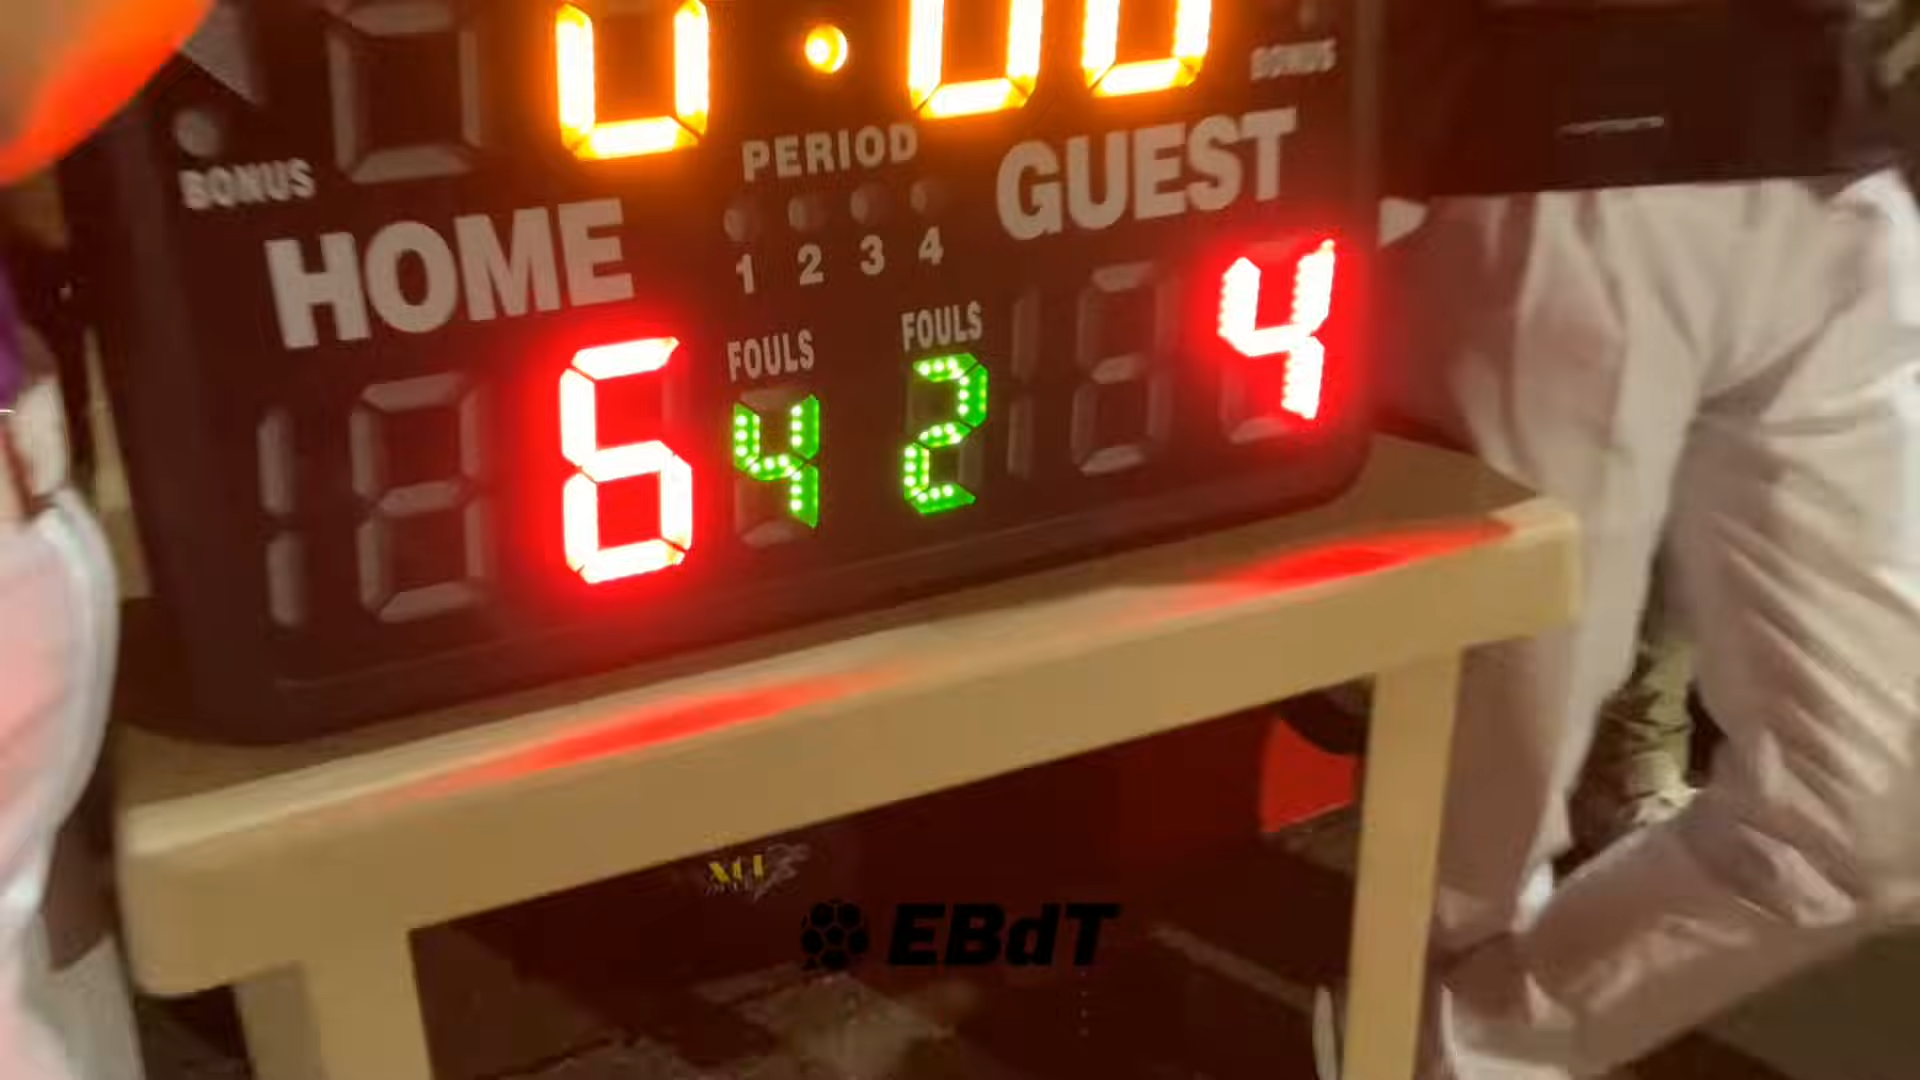 0:00
BONUS
PERIOD
BONUS
HOME
1 2 3 4
GUEST
FOULS
FOULS
6 4 2 4
EBdT